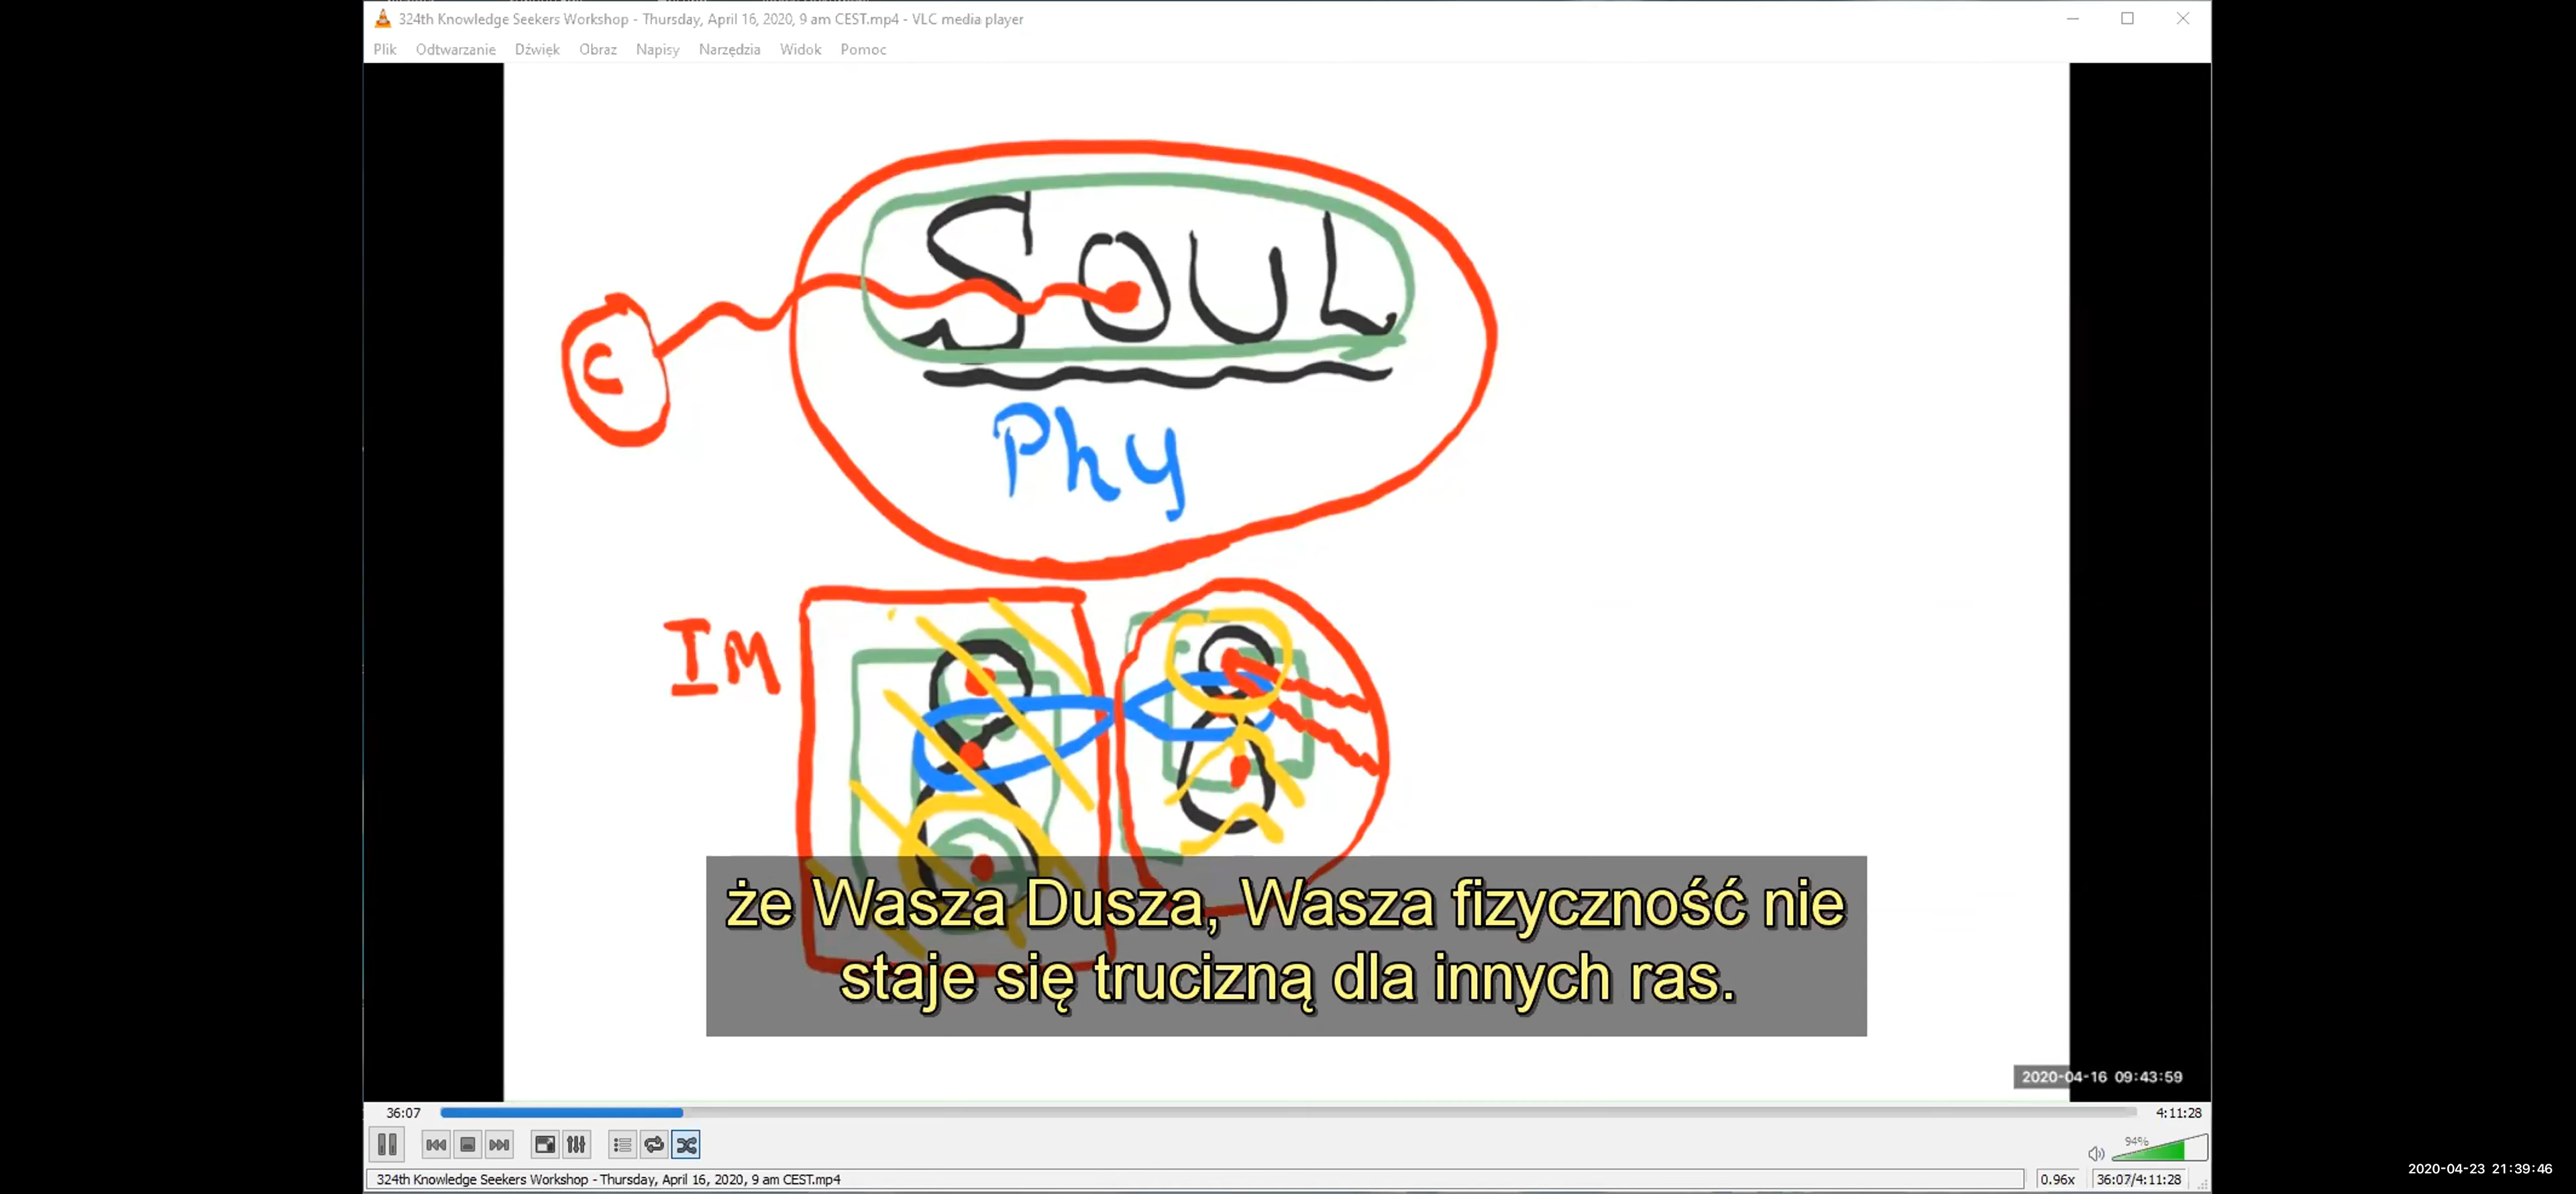 324th Knowledge Seekers Workshop - Thursday, April 16, 2020, 9 am CEST.mp4 - VLC media player
Plik Odtwarzanie Dźwięk Obraz Napisy Narzędzia Widok Pomoc
SOUL
C
Phy
IM
że Wasza Dusza, Wasza fizyczność nie
staje się trucizną dla innych ras.
2020-04-16 09:43:59
36:07 4:11:28
94%
324th Knowledge Seekers Workshop - Thursday, April 16, 2020, 9 am CEST.mp4 0.96x 36:07/4:11:28
2020-04-23 21:39:46